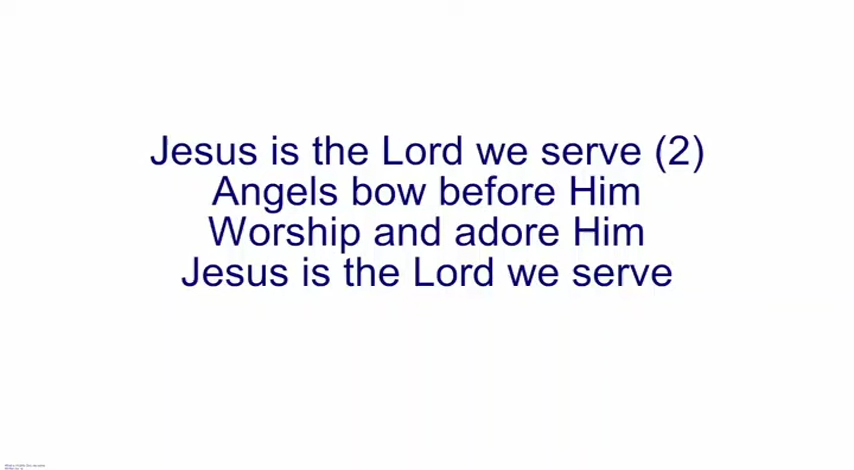 Jesus is the Lord we serve (2)
Angels bow before Him
Worship and adore Him
Jesus is the Lord we serve